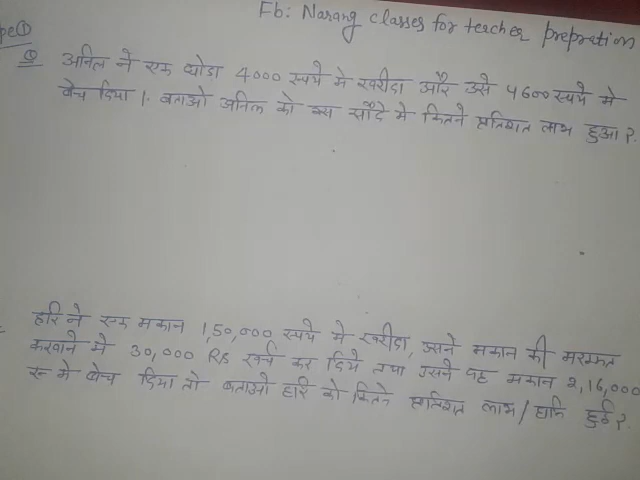 Fb: Narang classes for teacher prepration
pe①
Q अनिल ने एक घोडा 4000 रूपये मे खरीदा और उसे 4600 रूपये मे
बेच दिया । बताओ अनिल को इस सौदे मे कितने प्रतिशत लाभ हुआ ?.
हरि ने एक मकान 1,50,000 रूपये मे खरीदा, उसने मकान की मरम्मत
करवाने मे 30,000 RS खर्च कर दिये तथा उसने वह मकान 2,16,000
रू मे बेच दिया तो बताओ हरि को कितने प्रतिशत लाभ / हानि हुई ?.